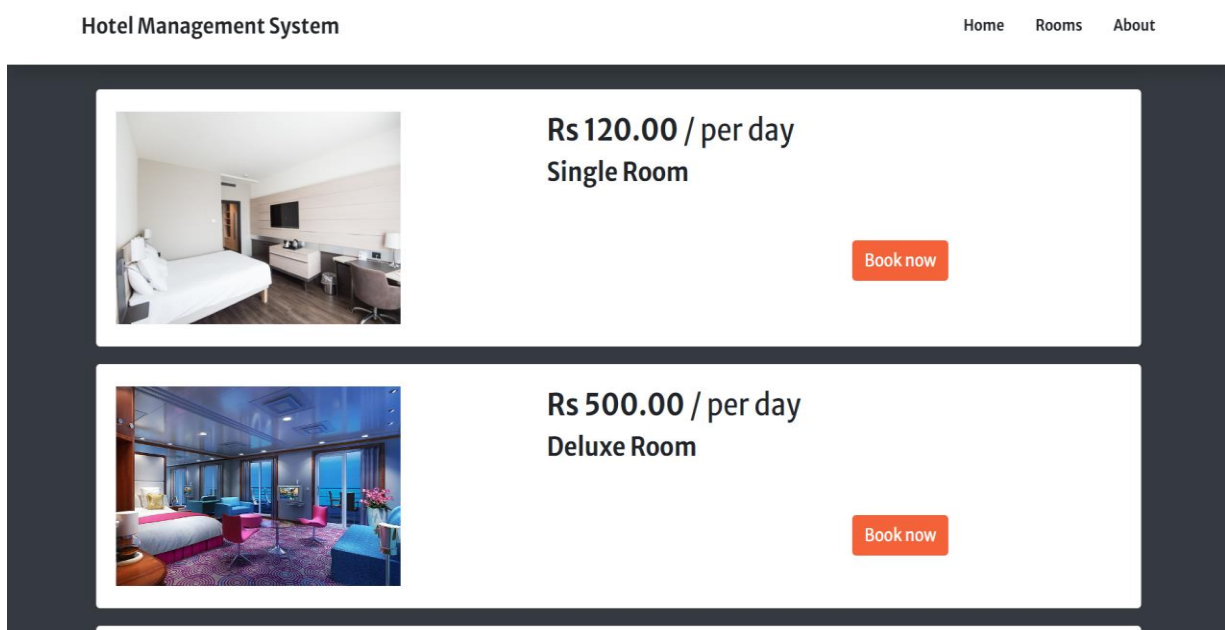 Hotel Management System
Home Rooms About
Rs 120.00 / per day
Single Room
Book now
Rs 500.00 / per day
Deluxe Room
Book now